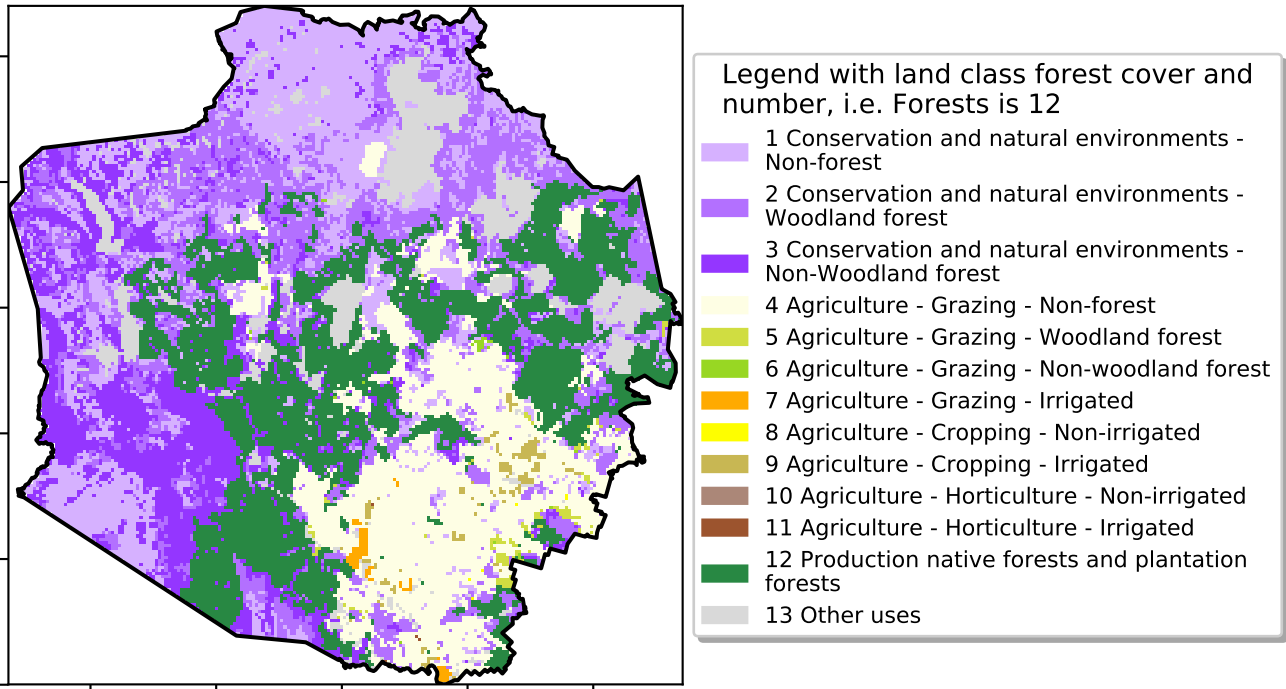 Legend with land class forest cover and
number, i.e. Forests is 12
1 Conservation and natural environments -
Non-forest
2 Conservation and natural environments -
Woodland forest
3 Conservation and natural environments -
Non-Woodland forest
4 Agriculture - Grazing - Non-forest
5 Agriculture - Grazing - Woodland forest
6 Agriculture - Grazing - Non-woodland forest
7 Agriculture - Grazing - Irrigated
8 Agriculture - Cropping - Non-irrigated
9 Agriculture - Cropping - Irrigated
10 Agriculture - Horticulture - Non-irrigated
11 Agriculture - Horticulture - Irrigated
12 Production native forests and plantation
forests
13 Other uses